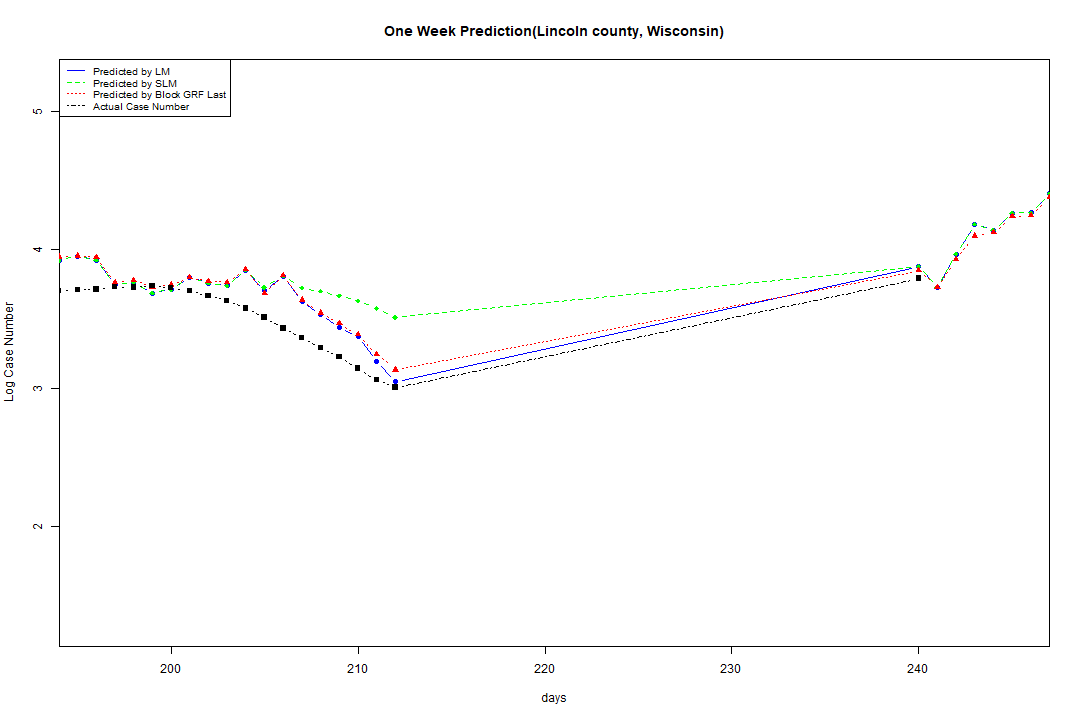 One Week Prediction(Lincoln county, Wisconsin)
Predicted by LM
Predicted by SLM
Predicted by Block GRF Last
Actual Case Number
5
4
3
2
Log Case Number
200 210 220 230 240
days